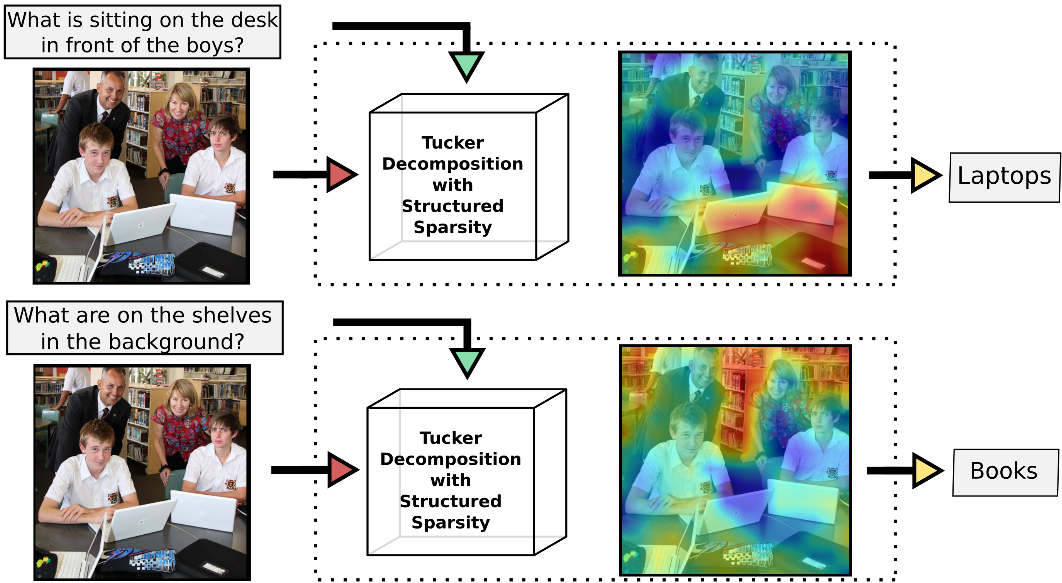 What is sitting on the desk
in front of the boys?
Tucker
Decomposition
with
Structured
Sparsity
Laptops
What are on the shelves
in the background?
Tucker
Decomposition
with
Structured
Sparsity
Books